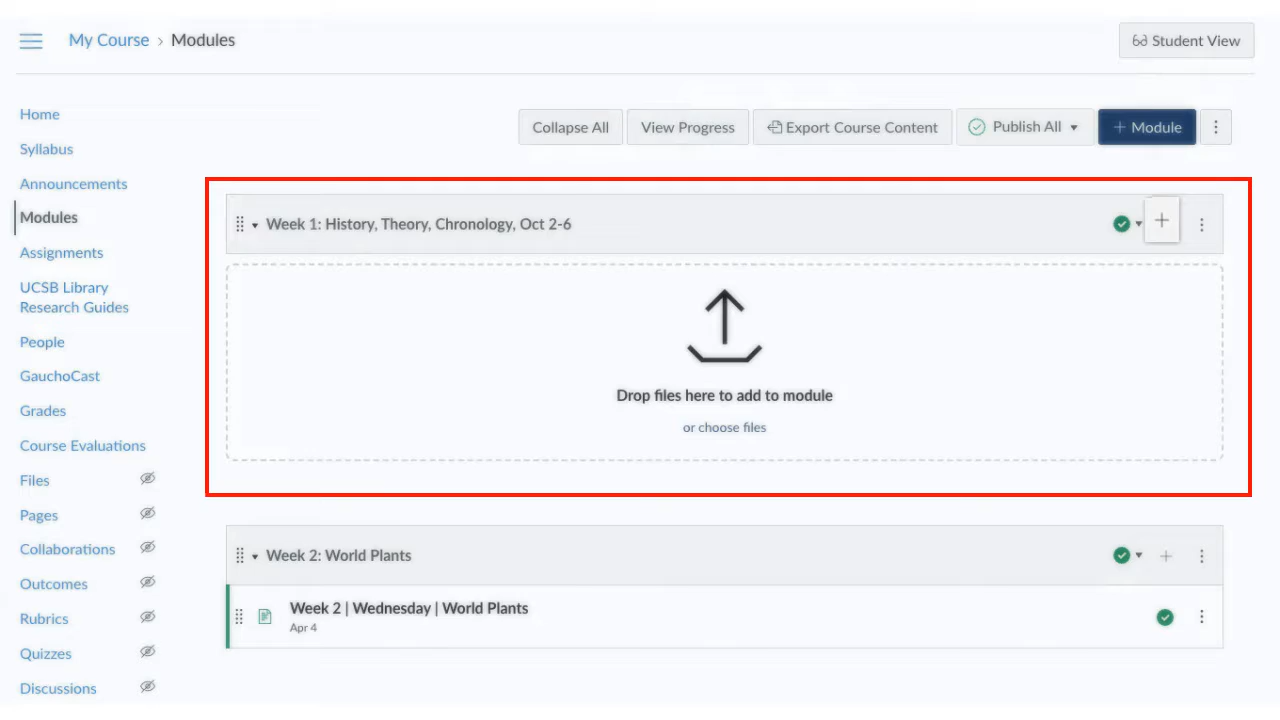 My Course › Modules
Student View
Home
Syllabus
Announcements
Modules
Assignments
UCSB Library
Research Guides
People
GauchoCast
Grades
Course Evaluations
Files
Pages
Collaborations
Outcomes
Rubrics
Quizzes
Discussions
Collapse All
View Progress
Export Course Content
Publish All
+ Module
Week 1: History, Theory, Chronology, Oct 2-6
Drop files here to add to module
or choose files
Week 2: World Plants
Week 2 | Wednesday | World Plants
Apr 4